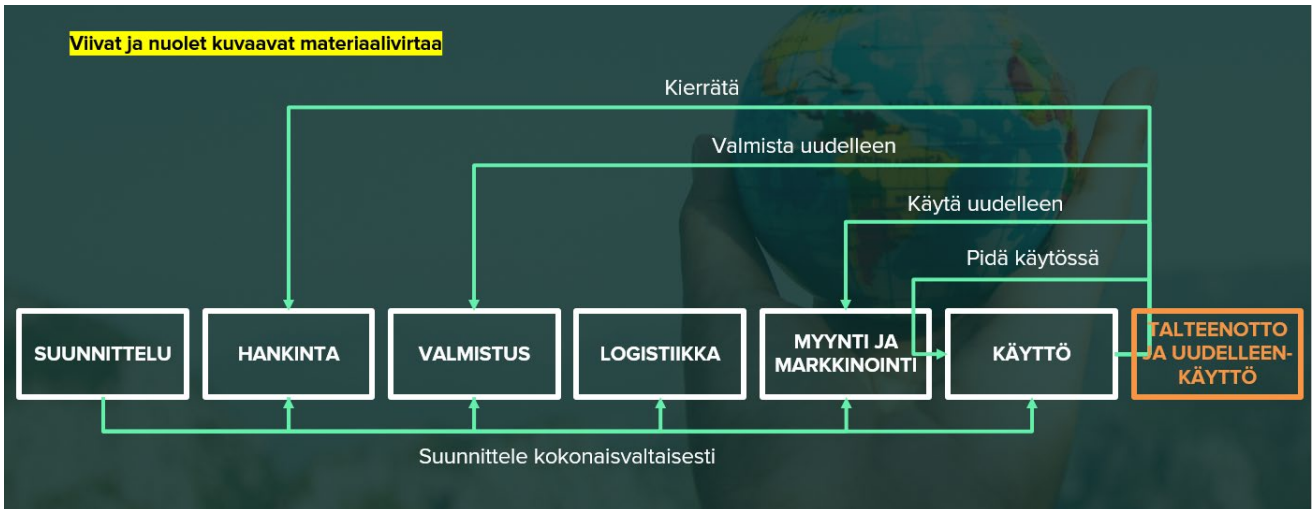 Viivat ja nuolet kuvaavat materiaalivirtaa
Kierrätä
Valmista uudelleen
Käytä uudelleen
Pidä käytössä
SUUNNITTELU
HANKINTA
VALMISTUS
LOGISTIIKKA
MYYNTI JA
MARKKINOINTI
KÄYTTÖ
TALTEENOTTO
JA UUDELLEEN-
KÄYTTÖ
Suunnittele kokonaisvaltaisesti